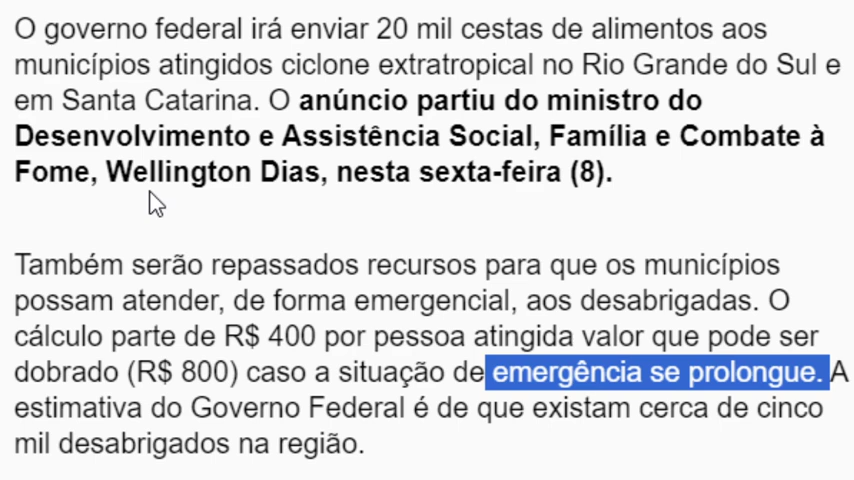 O governo federal irá enviar 20 mil cestas de alimentos aos
municípios atingidos ciclone extratropical no Rio Grande do Sul e
em Santa Catarina. O anúncio partiu do ministro do
Desenvolvimento e Assistência Social, Família e Combate à
Fome, Wellington Dias, nesta sexta-feira (8).
Também serão repassados recursos para que os municípios
possam atender, de forma emergencial, aos desabrigadas. O
cálculo parte de R$ 400 por pessoa atingida valor que pode ser
dobrado (R$ 800) caso a situação de emergência se prolongue. A
estimativa do Governo Federal é de que existam cerca de cinco
mil desabrigados na região.